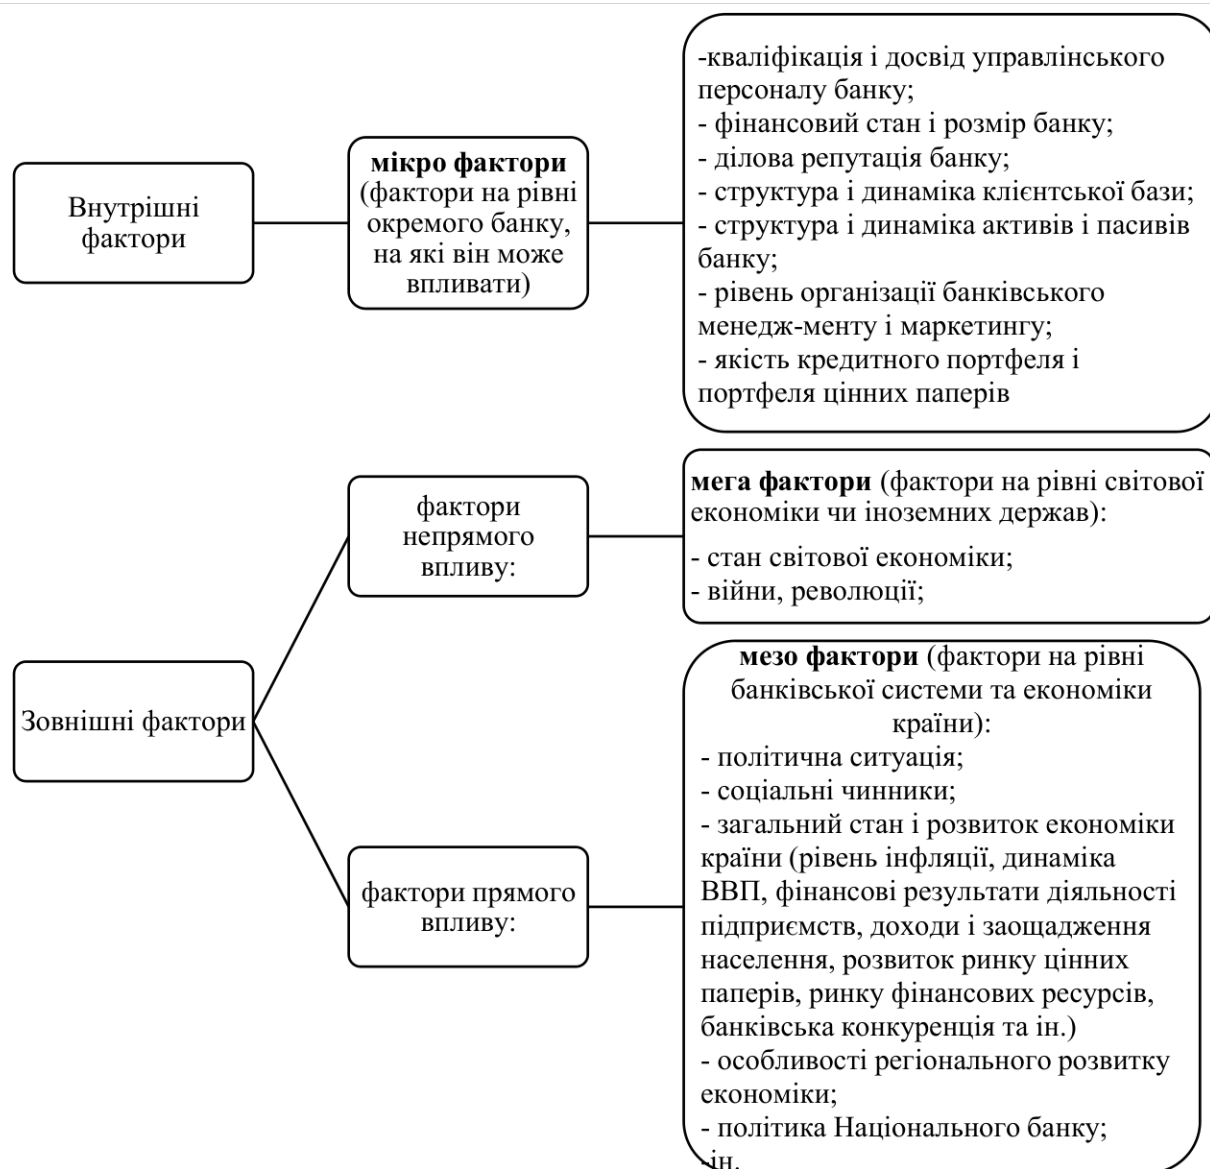 Внутрішні
фактори
мікро фактори
(фактори на рівні
окремого банку,
на які він може
впливати)
-кваліфікація і досвід управлінського
персоналу банку;
- фінансовий стан і розмір банку;
- ділова репутація банку;
- структура і динаміка клієнтської бази;
- структура і динаміка активів і пасивів
банку;
- рівень організації банківського
менедж-менту і маркетингу;
- якість кредитного портфеля і
портфеля цінних паперів
Зовнішні фактори
фактори
непрямого
впливу:
мега фактори (фактори на рівні світової
економіки чи іноземних держав):
- стан світової економіки;
- війни, революції;
фактори прямого
впливу:
мезо фактори (фактори на рівні
банківської системи та економіки
країни):
- політична ситуація;
- соціальні чинники;
- загальний стан і розвиток економіки
країни (рівень інфляції, динаміка
ВВП, фінансові результати діяльності
підприємств, доходи і заощадження
населення, розвиток ринку цінних
паперів, ринку фінансових ресурсів,
банківська конкуренція та ін.)
- особливості регіонального розвитку
економіки;
- політика Національного банку;
-ін.